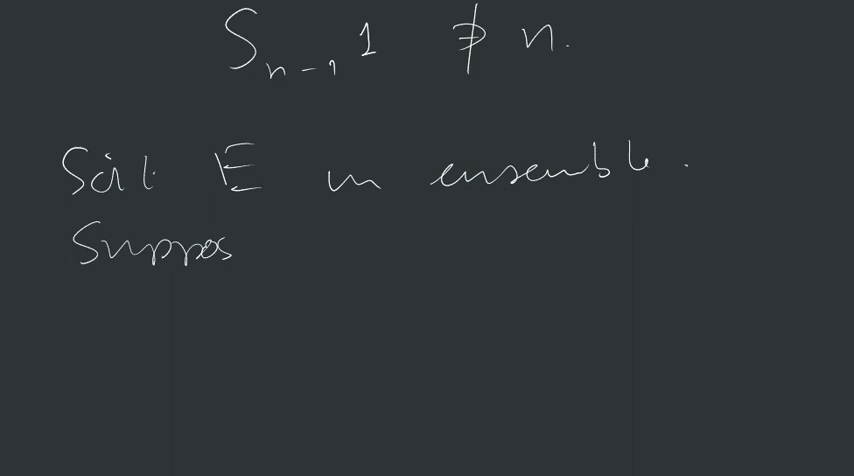 S_{n-1} 1 ∌ n.
Soit E un ensemble.
Suppos